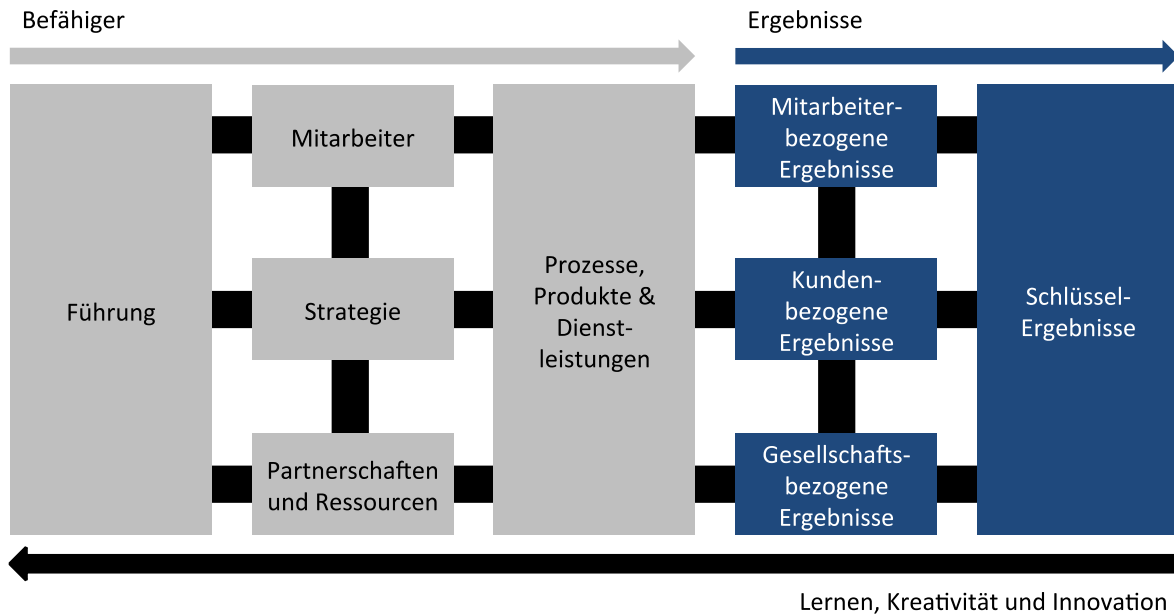 Befähiger
Ergebnisse
Führung
Mitarbeiter
Strategie
Partnerschaften
und Ressourcen
Prozesse,
Produkte &
Dienst-
leistungen
Mitarbeiter-
bezogene
Ergebnisse
Kunden-
bezogene
Ergebnisse
Gesellschafts-
bezogene
Ergebnisse
Schlüssel-
Ergebnisse
Lernen, Kreativität und Innovation